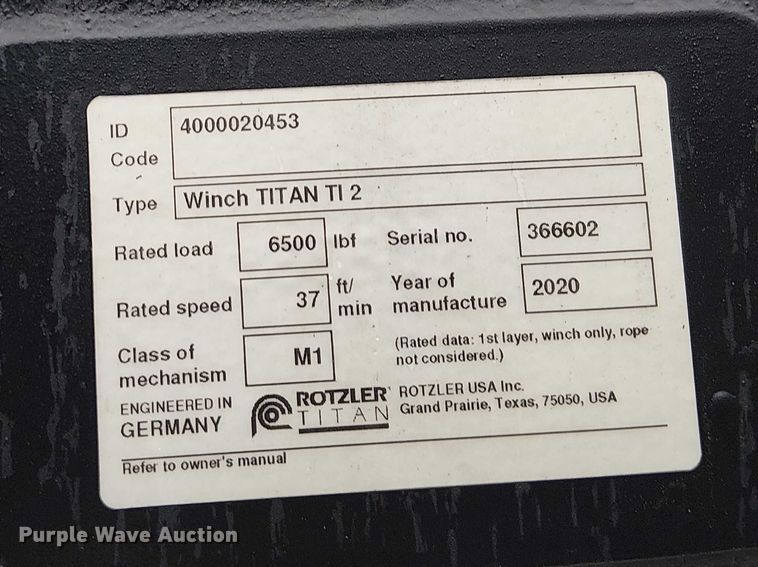 ID Code 4000020453
Type Winch TITAN TI 2
Rated load 6500 lbf Serial no. 366602
Rated speed 37 ft/min Year of manufacture 2020
Class of mechanism M1 (Rated data: 1st layer, winch only, rope
not considered.)
ENGINEERED IN
GERMANY
ROTZLER
TITAN
ROTZLER USA Inc.
Grand Prairie, Texas, 75050, USA
Refer to owner's manual
Purple Wave Auction